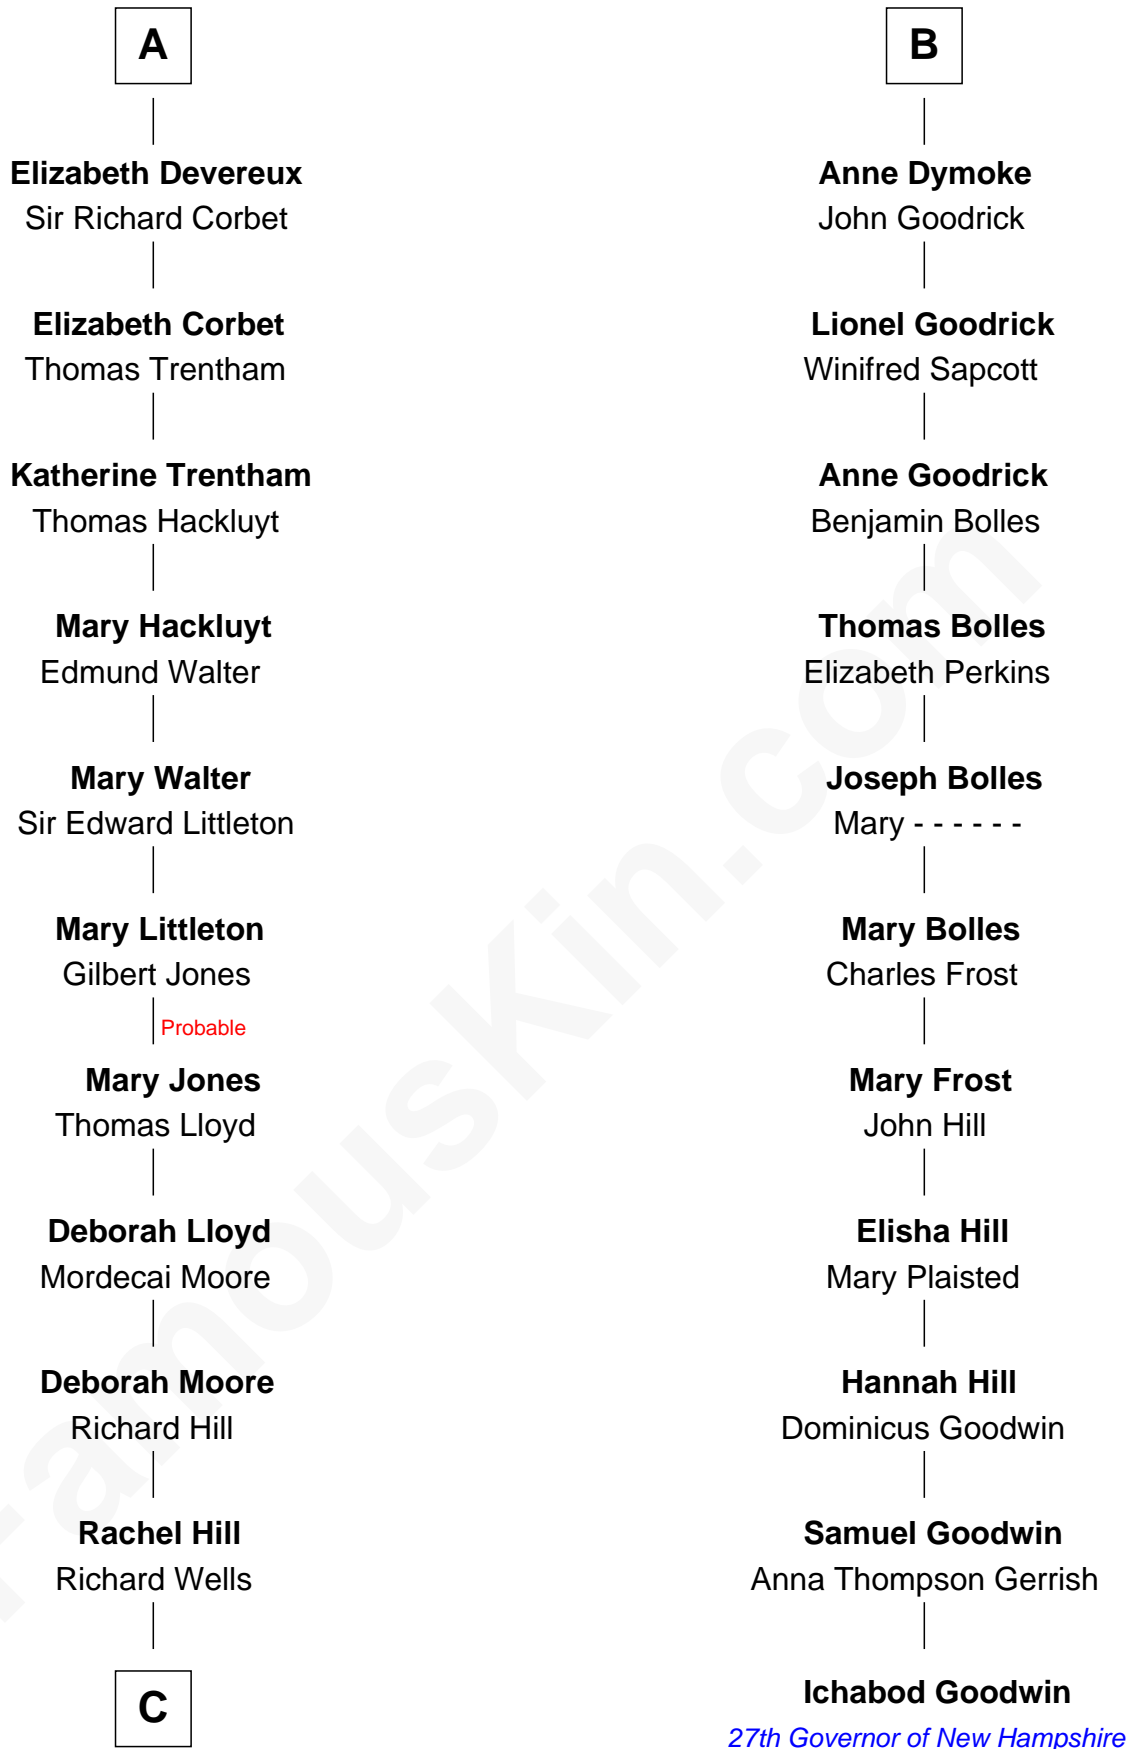 A
Elizabeth Devereux
Sir Richard Corbet
Elizabeth Corbet
Thomas Trentham
Katherine Trentham
Thomas Hackluyt
Mary Hackluyt
Edmund Walter
Mary Walter
Sir Edward Littleton
Mary Littleton
Gilbert Jones
Probable
Mary Jones
Thomas Lloyd
Deborah Lloyd
Mordecai Moore
Deborah Moore
Richard Hill
Rachel Hill
Richard Wells
C
B
Anne Dymoke
John Goodrick
Lionel Goodrick
Winifred Sapcott
Anne Goodrick
Benjamin Bolles
Thomas Bolles
Elizabeth Perkins
Joseph Bolles
Mary - - - - - -
Mary Bolles
Charles Frost
Mary Frost
John Hill
Elisha Hill
Mary Plaisted
Hannah Hill
Dominicus Goodwin
Samuel Goodwin
Anna Thompson Gerrish
Ichabod Goodwin
27th Governor of New Hampshire
FamousKin.com